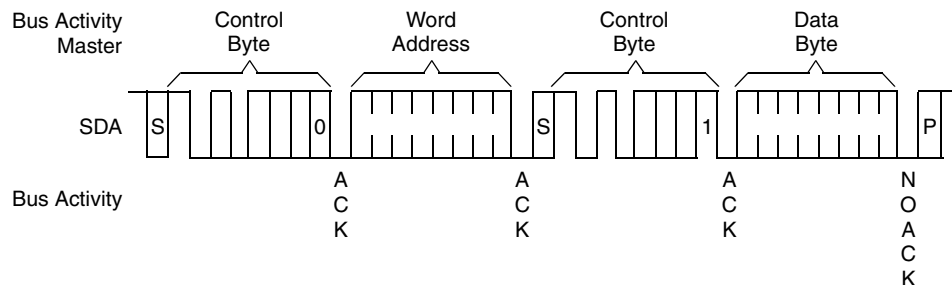 Bus Activity
Master
Control
Byte
Word
Address
Control
Byte
Data
Byte
SDA
S
0
S
1
P
Bus Activity
A
C
K
A
C
K
A
C
K
N
O
A
C
K